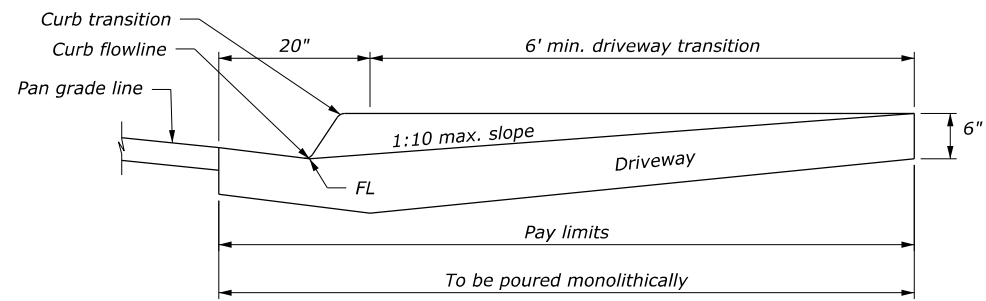 Curb transition
Curb flowline
20"
6' min. driveway transition
Pan grade line
1:10 max. slope
6"
Driveway
FL
Pay limits
To be poured monolithically